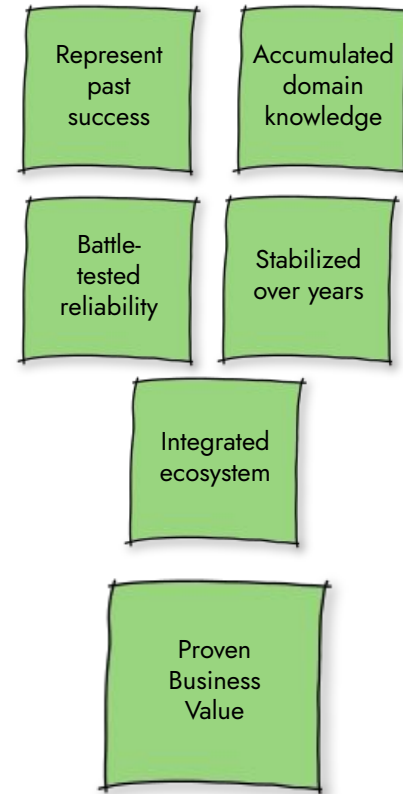 Represent
past
success
Accumulated
domain
knowledge
Battle-
tested
reliability
Stabilized
over years
Integrated
ecosystem
Proven
Business
Value